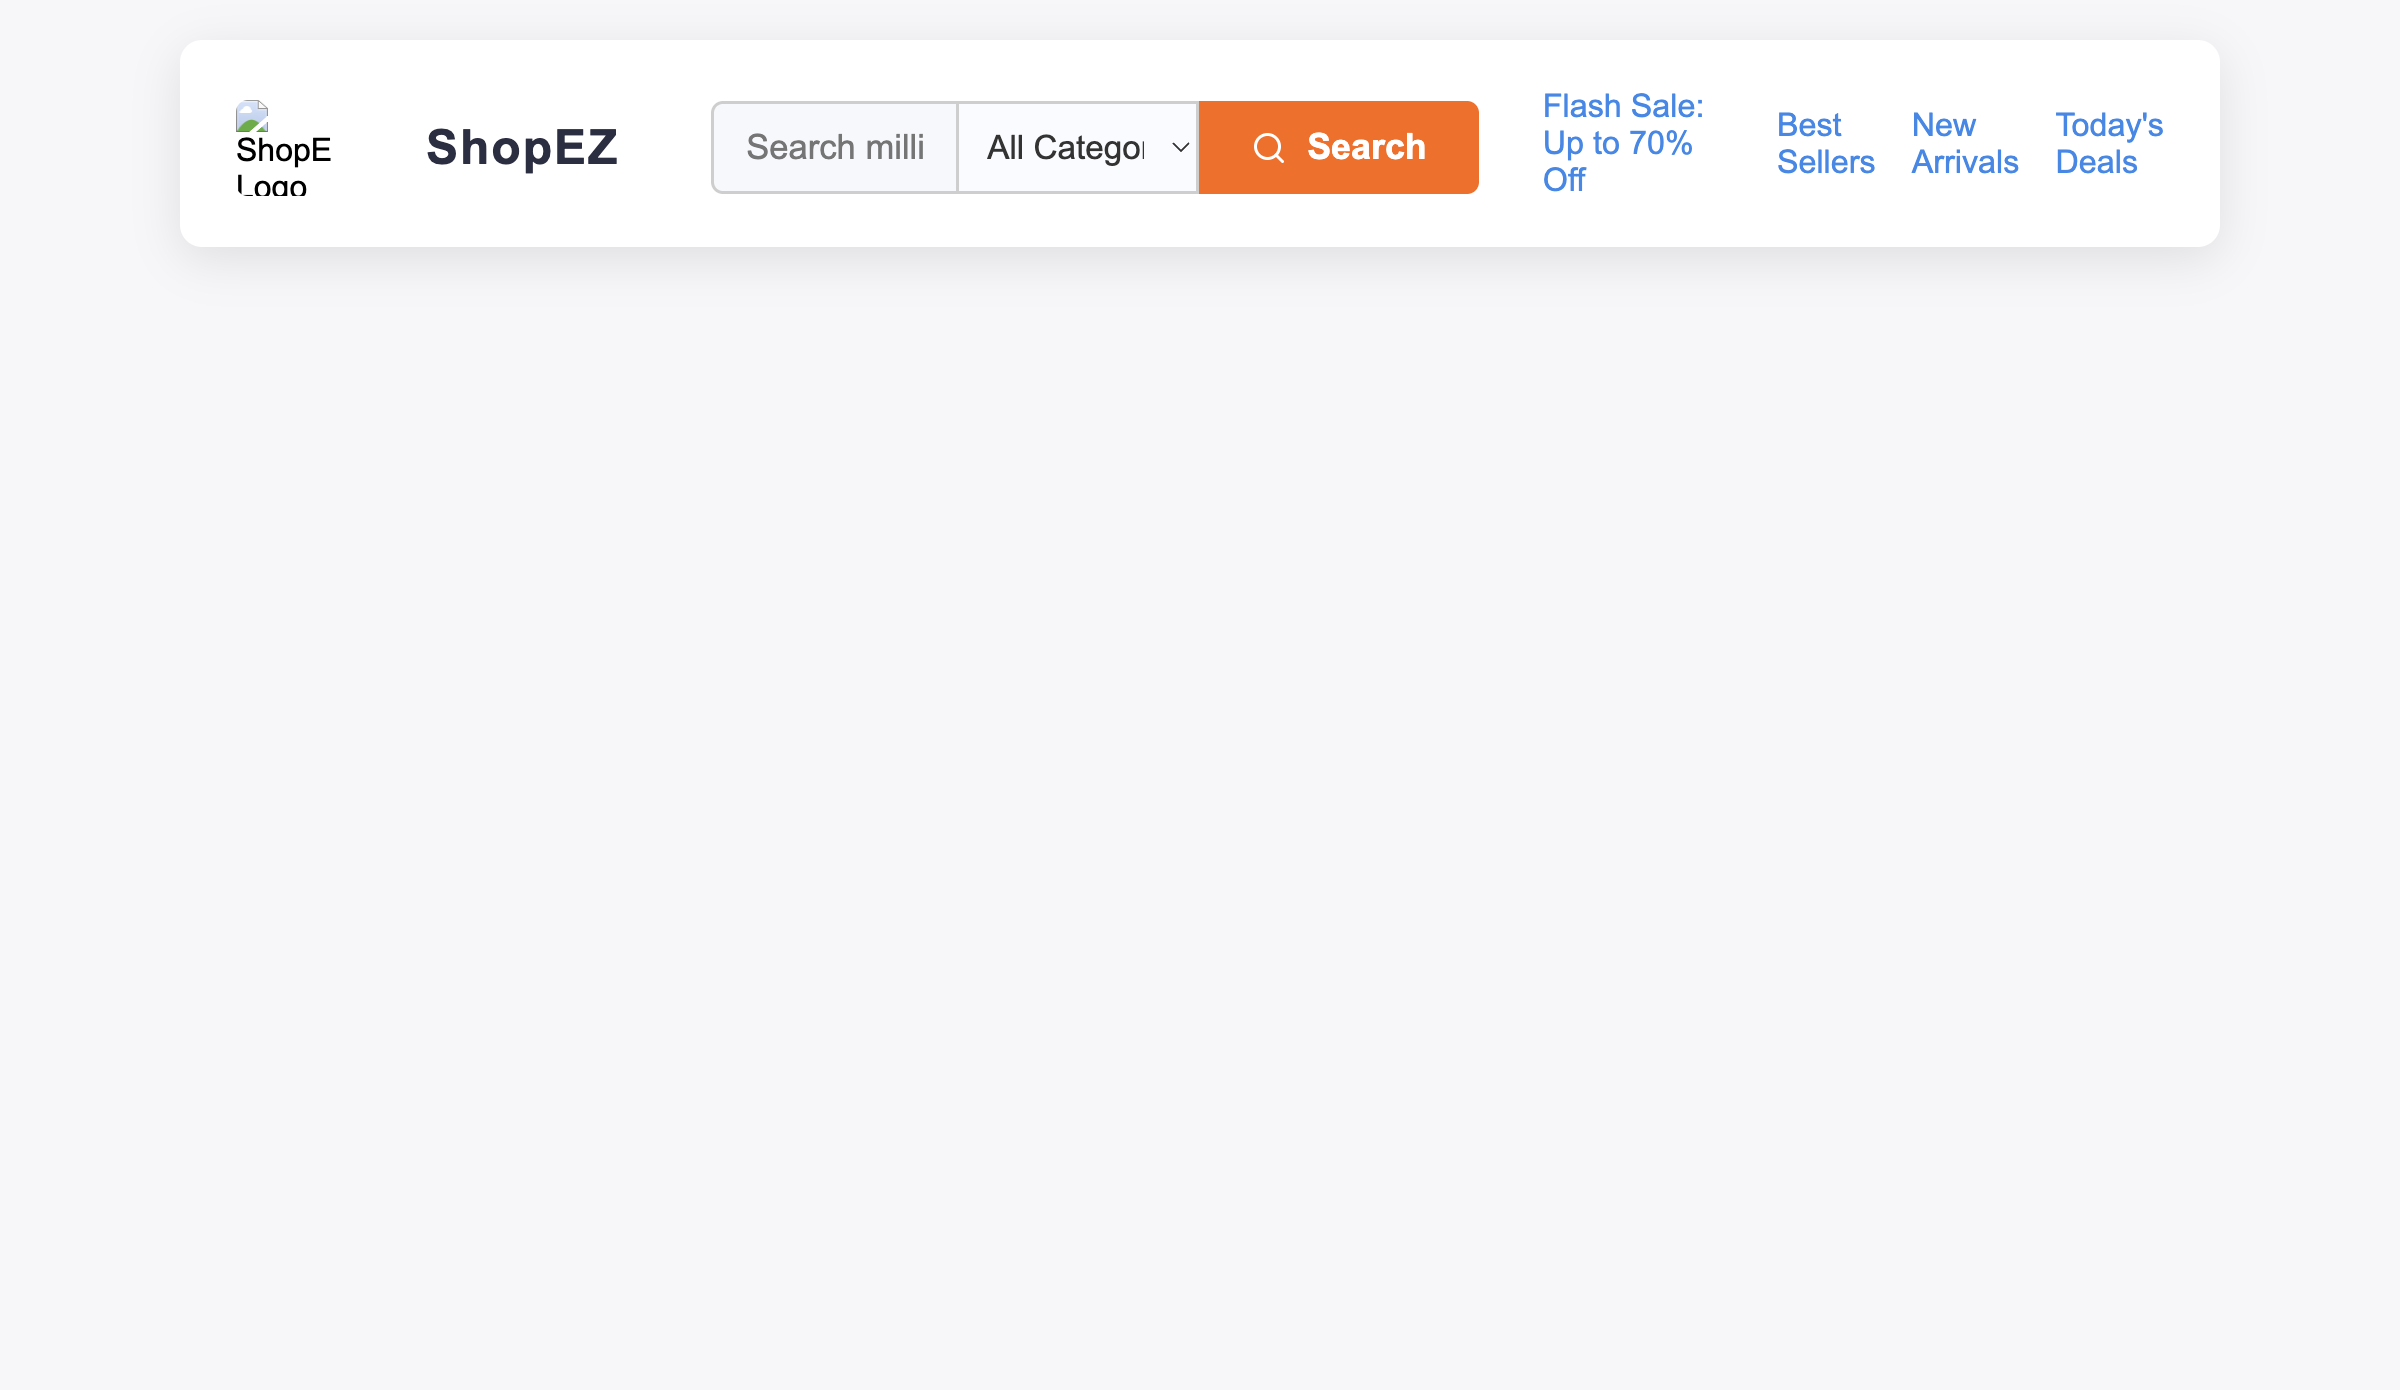 ShopE
Logo
ShopEZ
Search milli
All Categor
Search
Flash Sale:
Up to 70%
Off
Best
Sellers
New
Arrivals
Today's
Deals